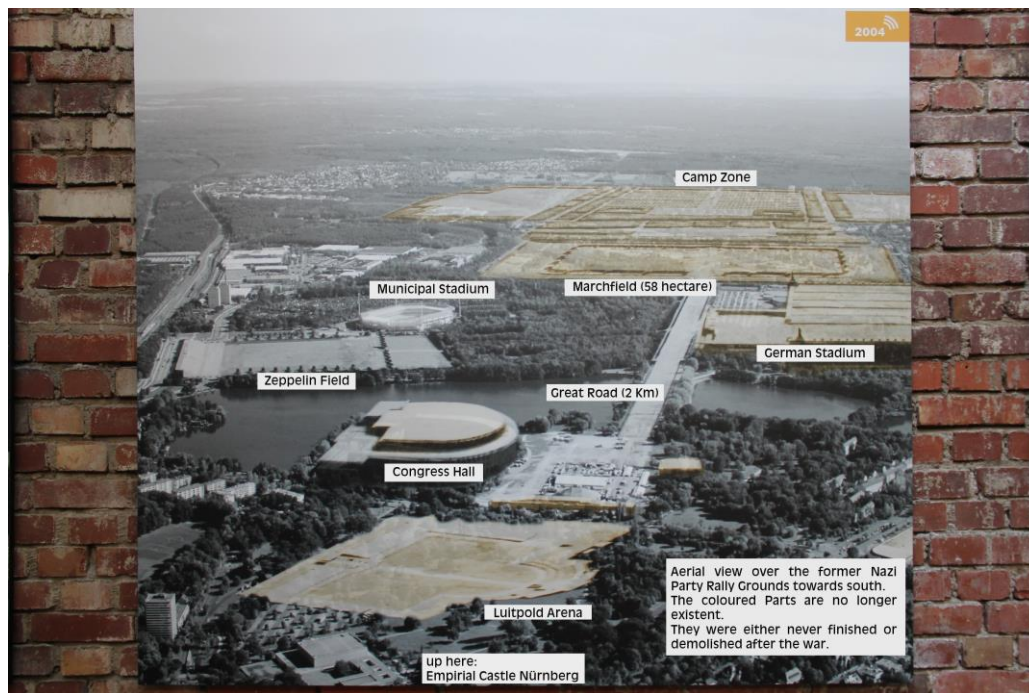 2004
Camp Zone
Municipal Stadium
Marchfield (58 hectare)
German Stadium
Zeppelin Field
Great Road (2 Km)
Congress Hall
Luitpold Arena
Aerial view over the former Nazi
Party Rally Grounds towards south.
The coloured Parts are no longer
existent.
They were either never finished or
demolished after the war.
up here:
Empirial Castle Nürnberg